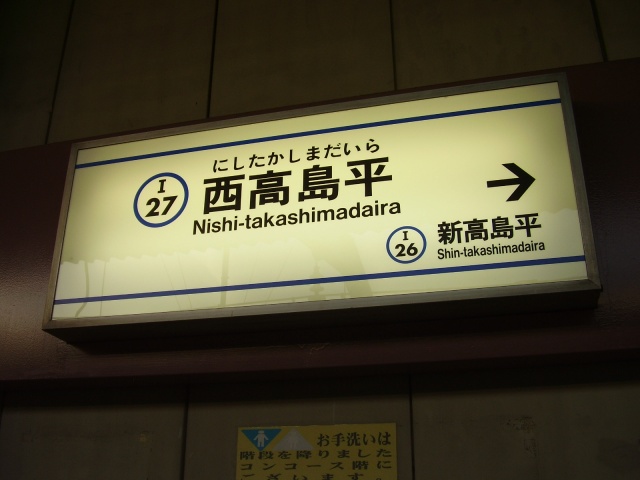 にしたかしまだいら
I
27
西高島平
Nishi-takashimadaira
→
I
26
新高島平
Shin-takashimadaira
お手洗いは
階段を降りました
コンコース階に
ございます。